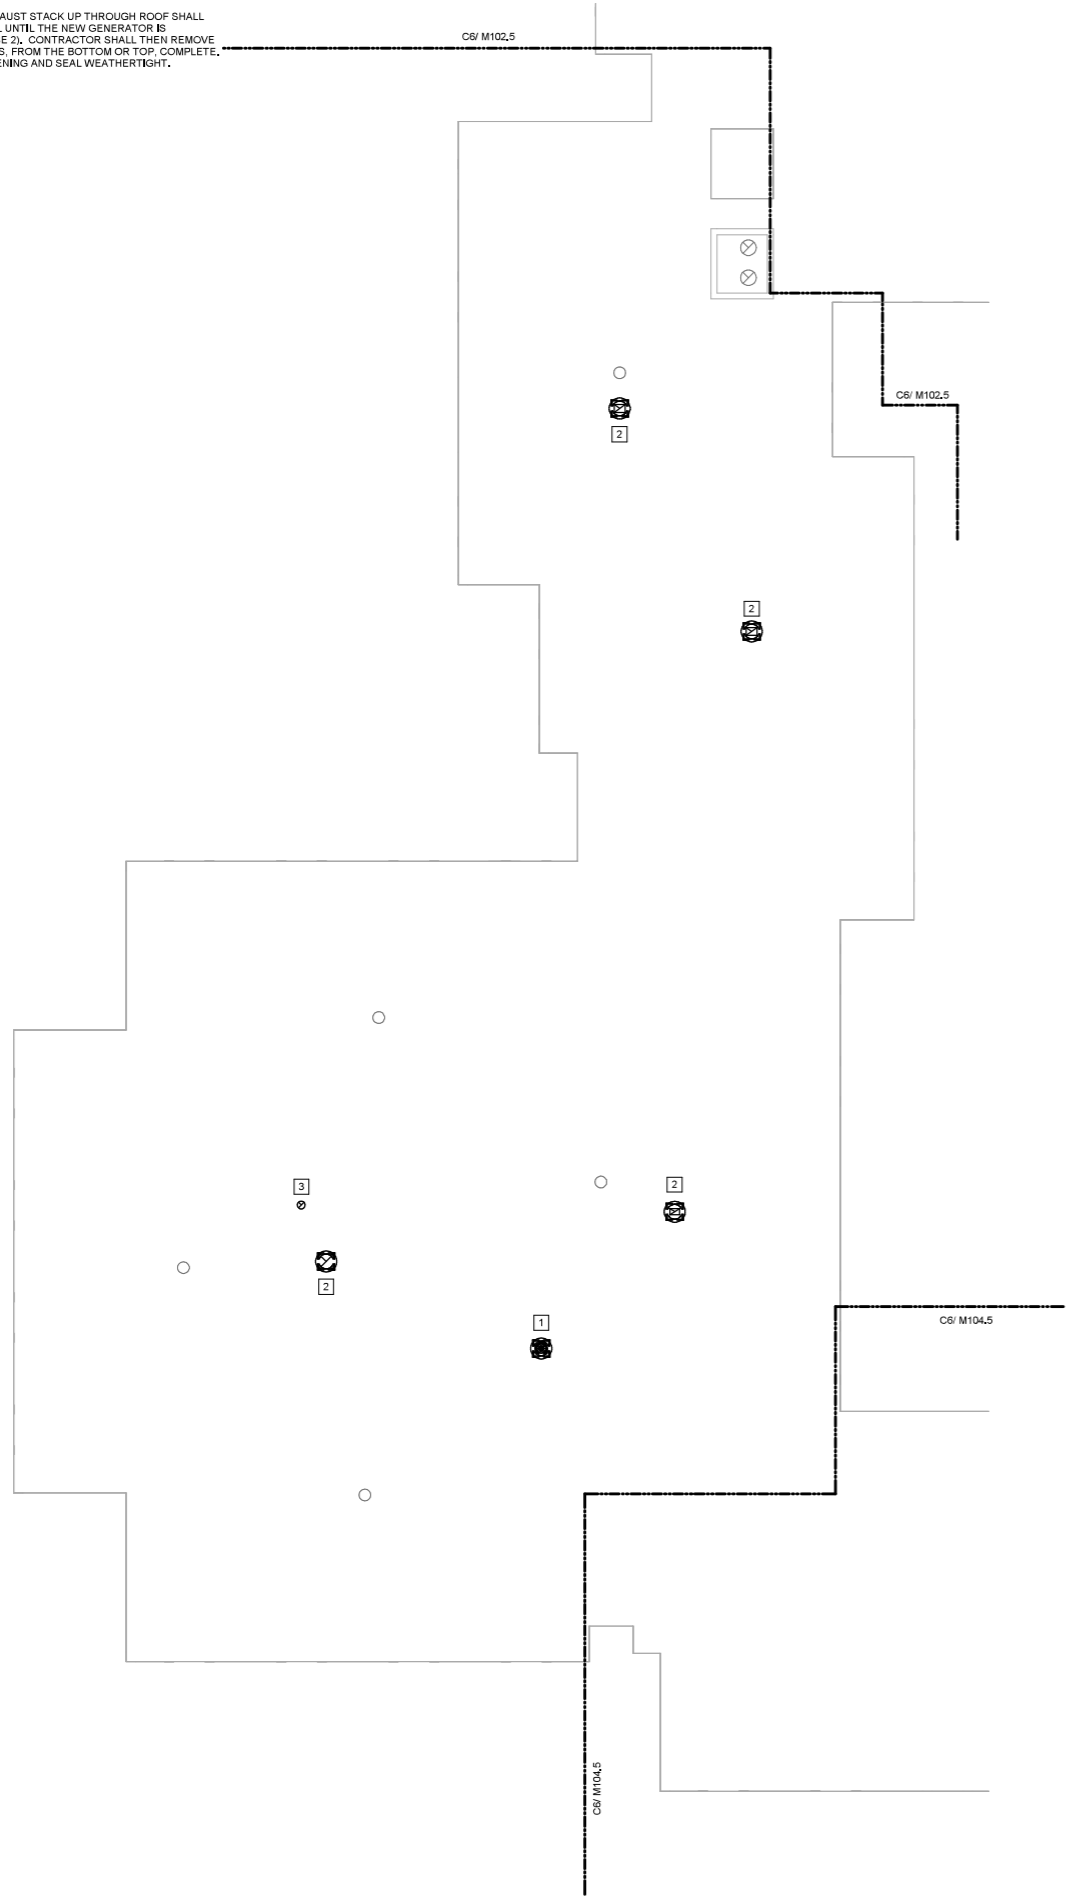 AUST STACK UP THROUGH ROOF SHALL
UNTIL THE NEW GENERATOR IS
E 2). CONTRACTOR SHALL THEN REMOVE
S, FROM THE BOTTOM OR TOP, COMPLETE.
ENING AND SEAL WEATHERTIGHT.
C6/ M102.5
C6/ M102.5
2
2
3
2
2
1
C6/ M104.5
C6/ M104.5